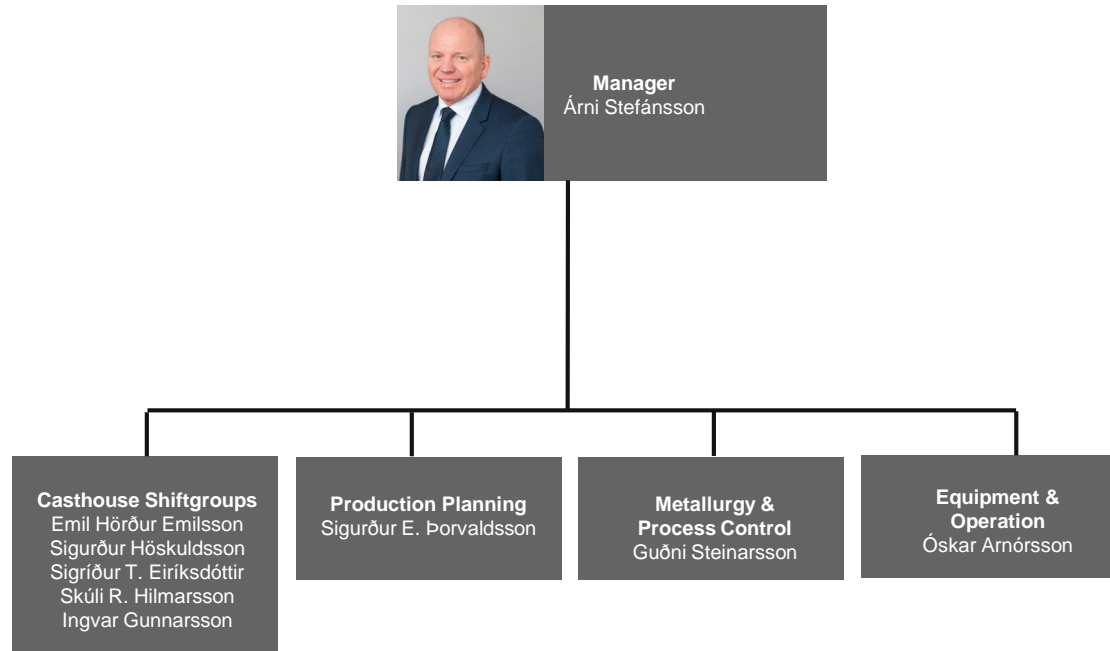 Manager
Árni Stefánsson
Casthouse Shiftgroups
Emil Hörður Emilsson
Sigurður Höskuldsson
Sigríður T. Eiríksdóttir
Skúli R. Hilmarsson
Ingvar Gunnarsson
Production Planning
Sigurður E. Þorvaldsson
Metallurgy &
Process Control
Guðni Steinarsson
Equipment &
Operation
Óskar Arnórsson